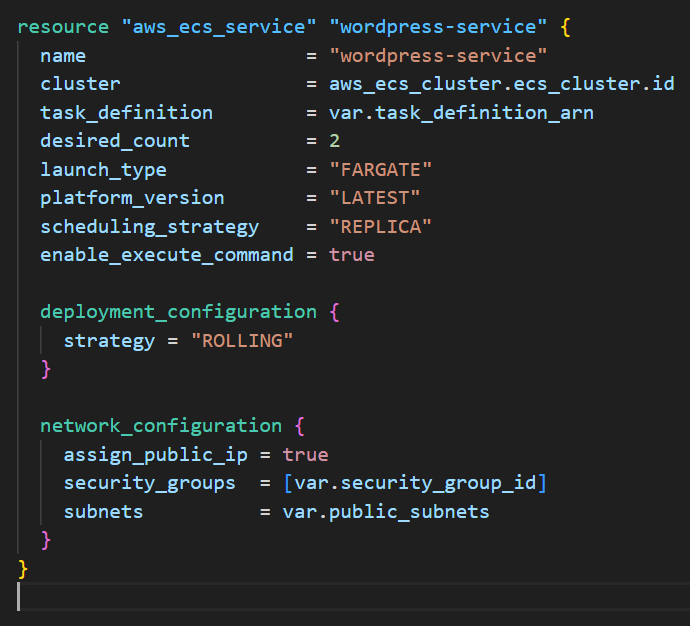 resource "aws_ecs_service" "wordpress-service" {
  name                   = "wordpress-service"
  cluster                = aws_ecs_cluster.ecs_cluster.id
  task_definition        = var.task_definition_arn
  desired_count          = 2
  launch_type            = "FARGATE"
  platform_version       = "LATEST"
  scheduling_strategy    = "REPLICA"
  enable_execute_command = true

  deployment_configuration {
    strategy = "ROLLING"
  }

  network_configuration {
    assign_public_ip = true
    security_groups  = [var.security_group_id]
    subnets          = var.public_subnets
  }
}